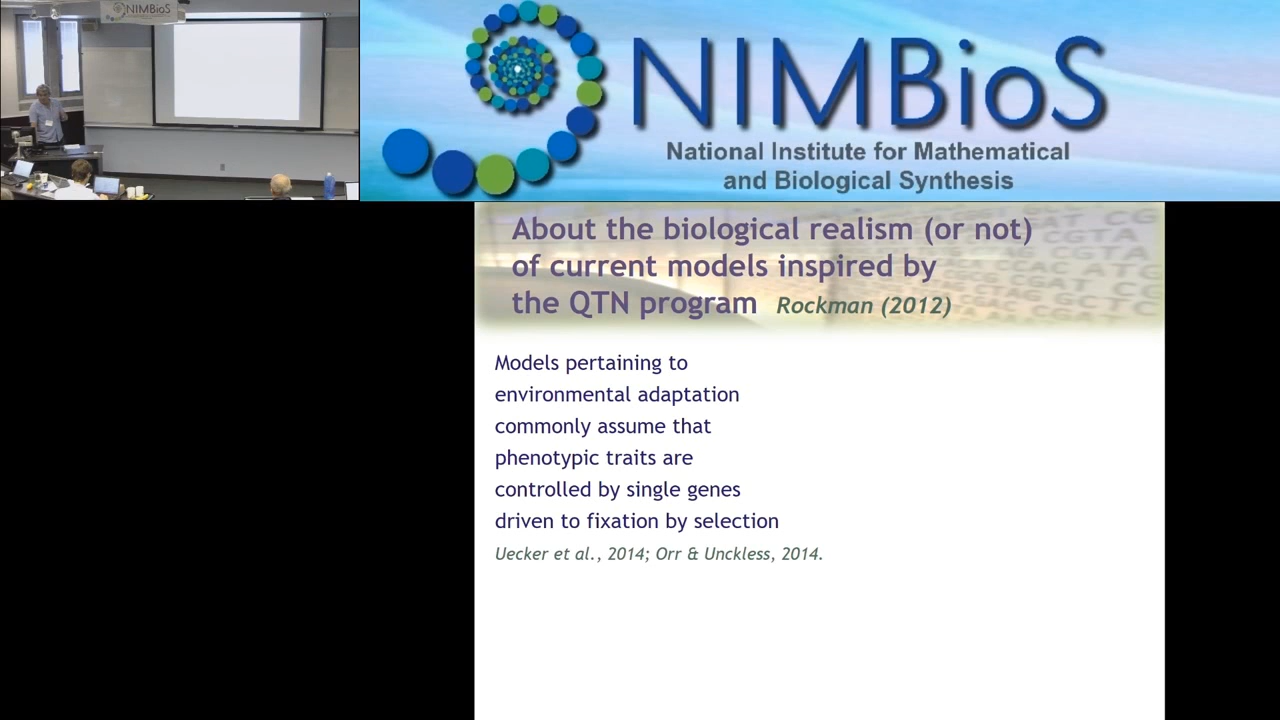 NIMBioS
NIMBioS
National Institute for Mathematical
and Biological Synthesis
About the biological realism (or not)
of current models inspired by
the QTN program Rockman (2012)
Models pertaining to
environmental adaptation
commonly assume that
phenotypic traits are
controlled by single genes
driven to fixation by selection
Uecker et al., 2014; Orr & Unckless, 2014.